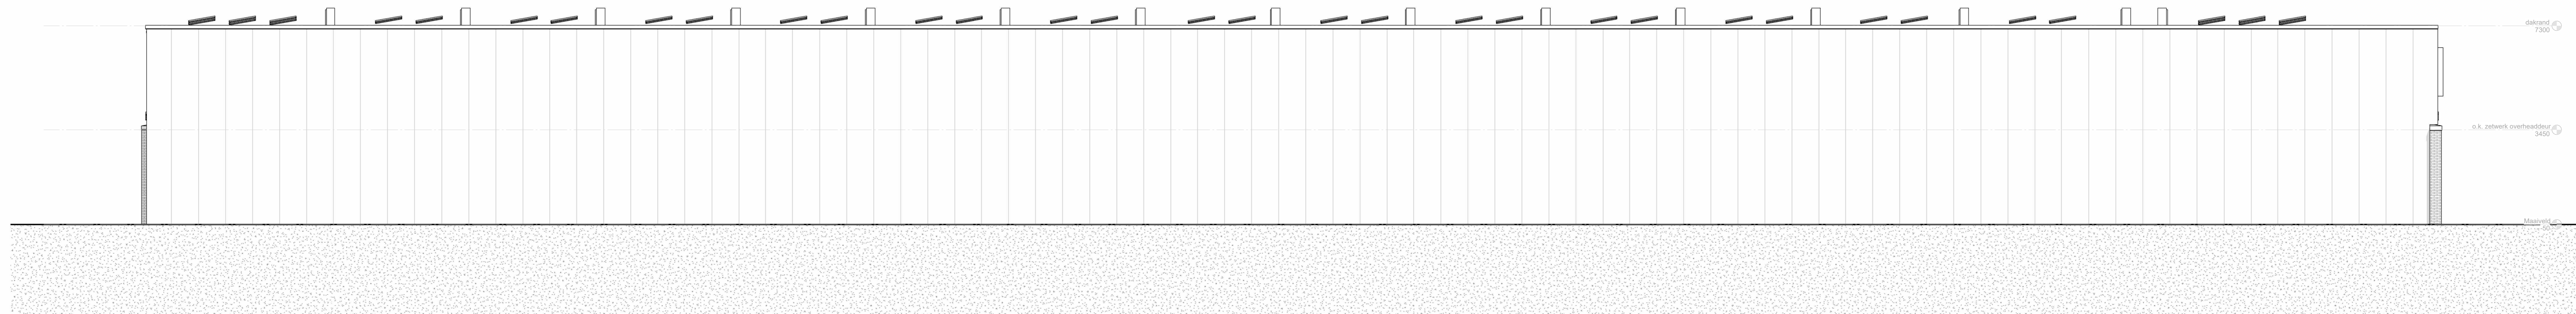 dakrand
7300
o.k. zetwerk overheaddeur
3450
Maaiveld